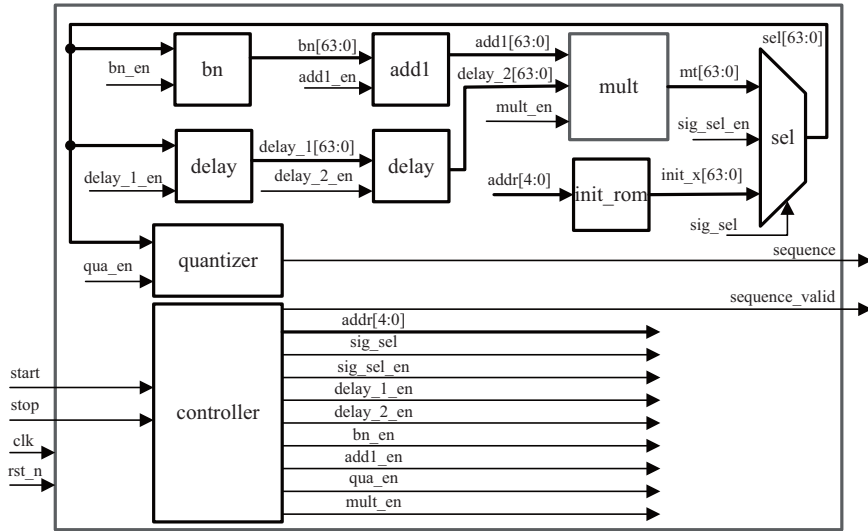 sel[63:0]
bn[63:0]
add1[63:0]
bn_en
bn
add1_en
add1
delay_2[63:0]
mult
mt[63:0]
mult_en
sig_sel_en
sel
delay_1[63:0]
delay
delay
delay_1_en
delay_2_en
addr[4:0]
init_rom
init_x[63:0]
sig_sel
qua_en
quantizer
sequence
sequence_valid
addr[4:0]
sig_sel
sig_sel_en
start
delay_1_en
stop
controller
delay_2_en
clk
bn_en
rst_n
add1_en
qua_en
mult_en